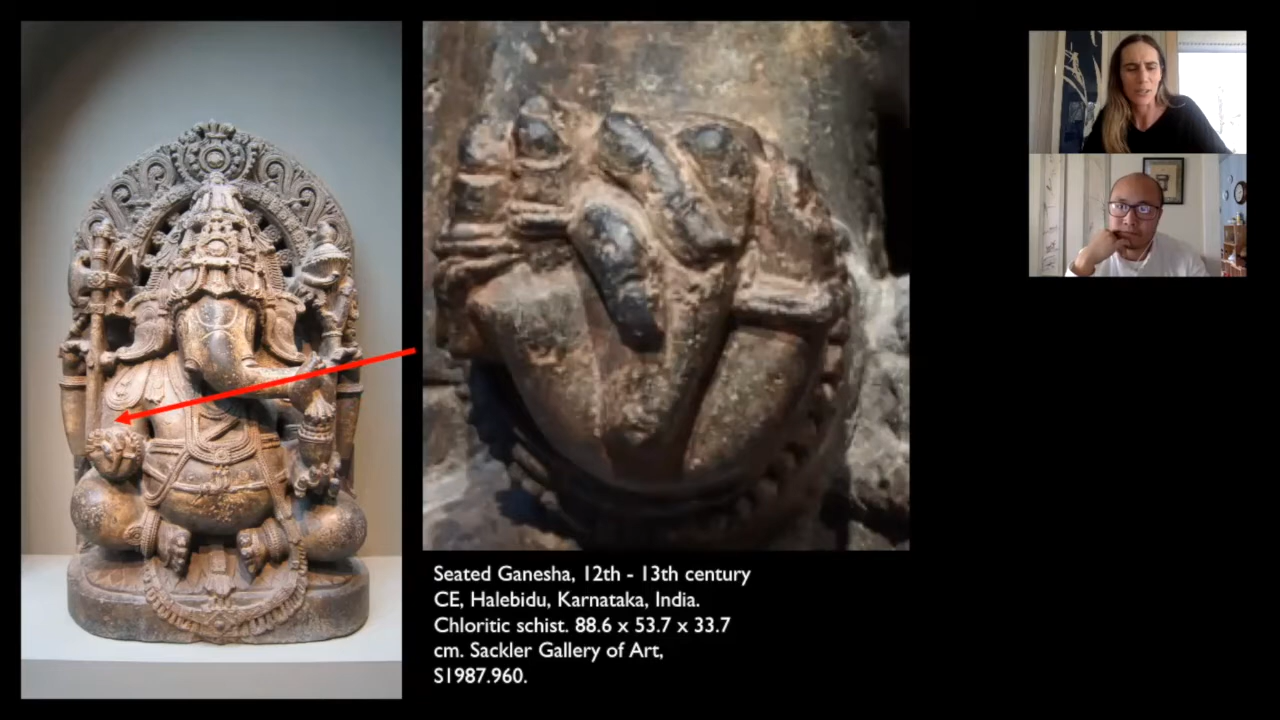 Seated Ganesha, 12th - 13th century
CE, Halebidu, Karnataka, India.
Chloritic schist. 88.6 x 53.7 x 33.7
cm. Sackler Gallery of Art,
S1987.960.